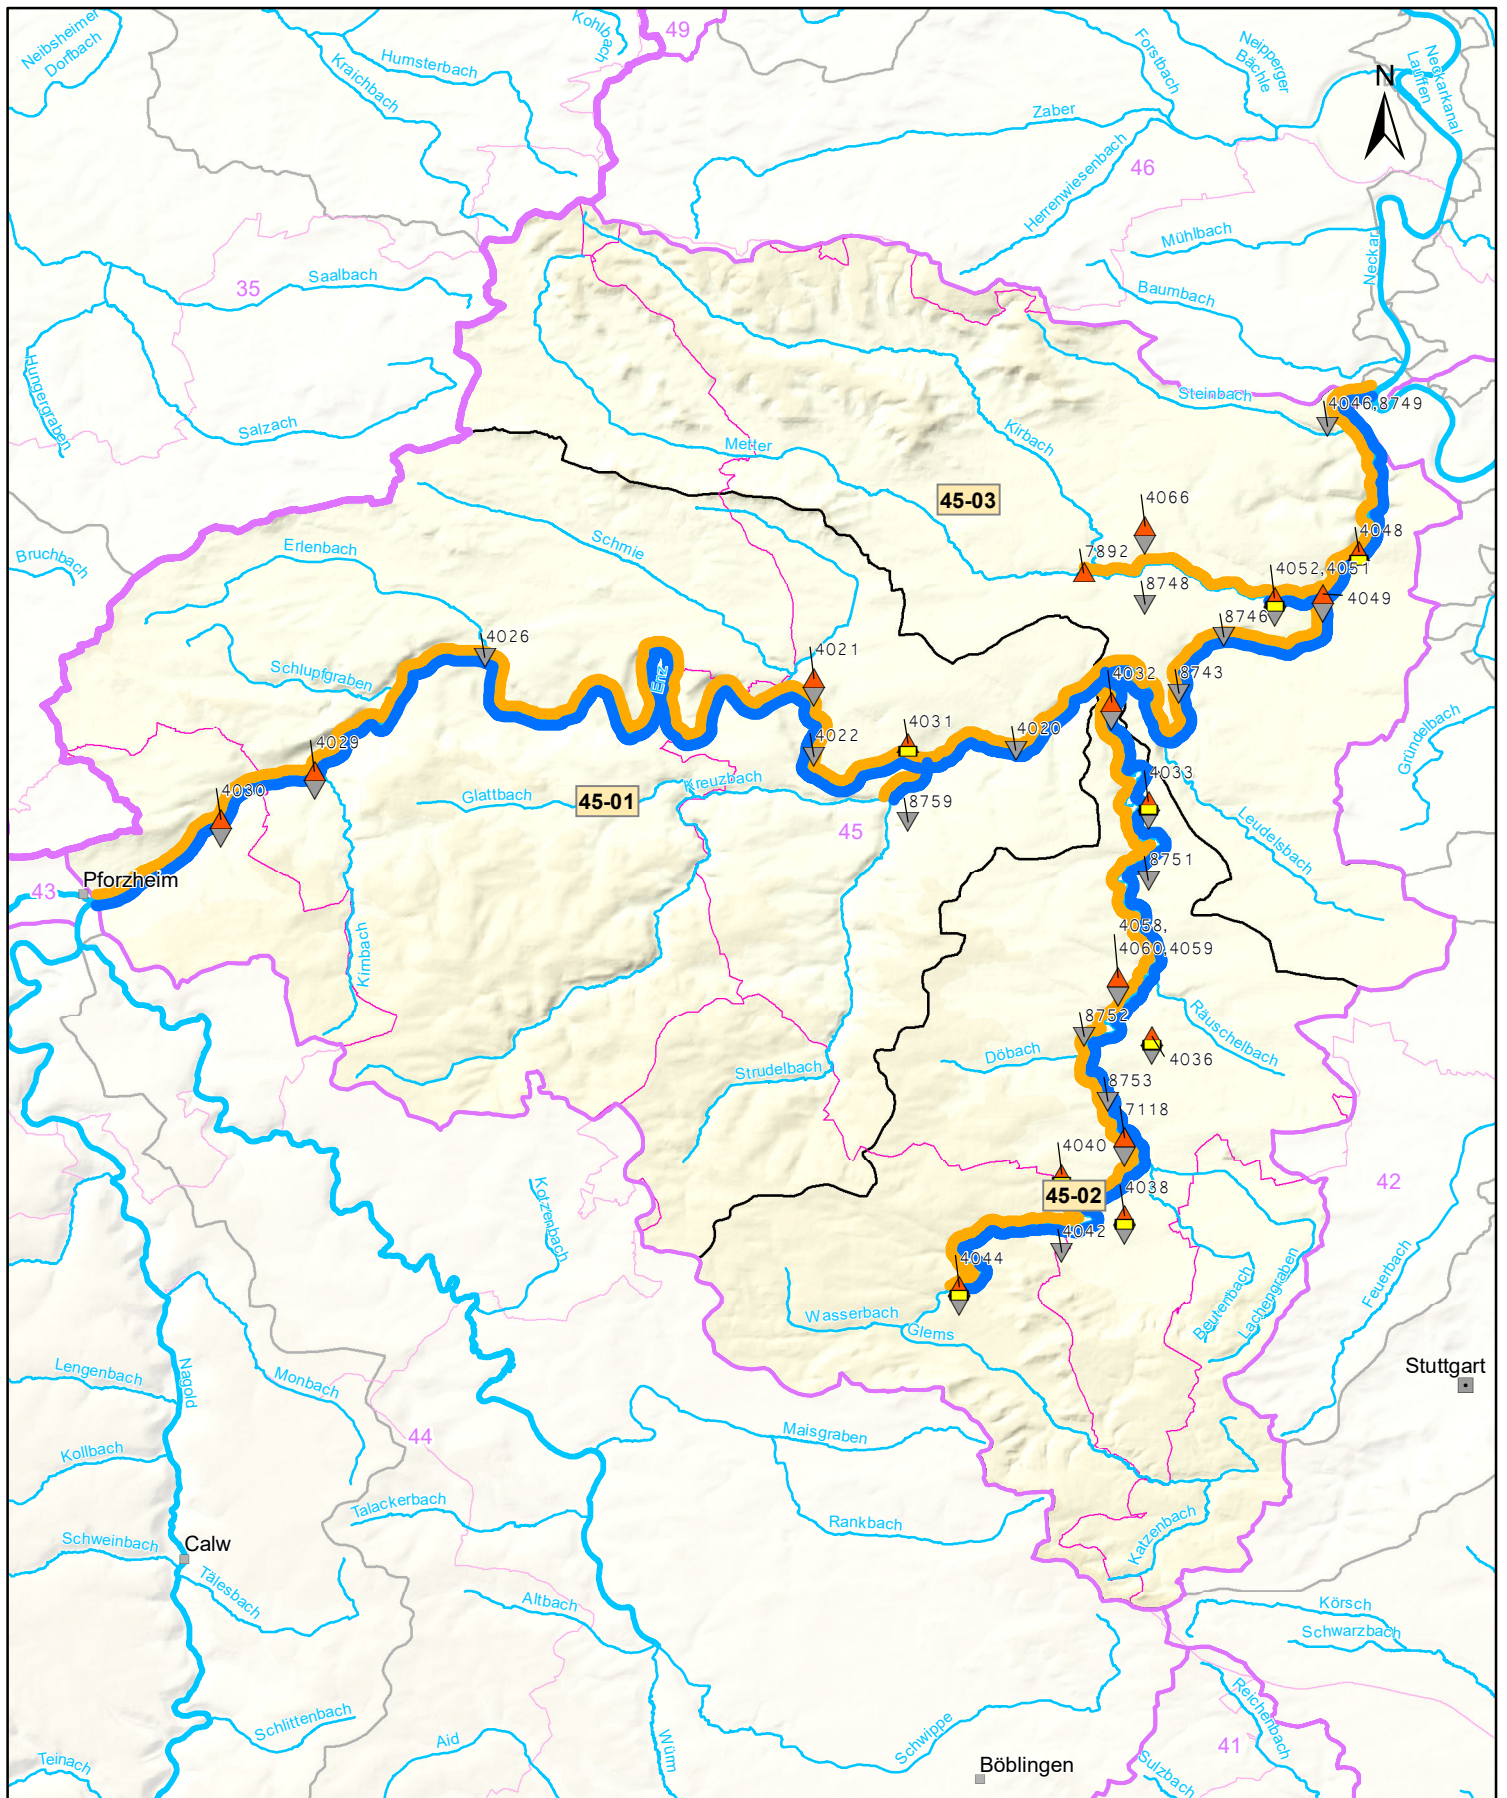 Neibsheimer
Dorfbach
Kohlbach
49
Humsterbach
Kraichbach
Forstbach
Neipperger
Bächle
Neckarkanal
Lauffen
N
Zaber
Herrenwiesenbach
46
Mühlbach
Neckar
35
Saalbach
Baumbach
Hungergraben
Salzach
Steinbach
4046,8749
Metter
Kirbach
45-03
4066
4048
Bruchbach
Erlenbach
Schmie
7892
8748
4052,4051
4049
8746
4026
4021
Schlupfgraben
Enz
4032
8743
4029
4022
4031
4020
Gründelbach
4030
Glattbach
45-01
Kreuzbach
4033
8759
45
Leudelsbach
8751
Pforzheim
43
Kirnbach
4058,
4060,4059
8752
Räuschelbach
Döbach
4036
Strudelbach
8753
7118
4040
42
45-02
4038
Kotzenbach
4042
4044
Feuerbach
Wasserbach
Glems
Beutenbach
Lachengraben
Stuttgart
Lengenbach
Nagold
Monbach
Maisgraben
44
Kollbach
Talackerbach
Rankbach
Katzenbach
Schweinbach
Calw
Tälesbach
Altbach
Körsch
Schwarzbach
Schlittenbach
Aid
Würm
Schwippe
Reichenbach
41
Teinach
Böblingen
Sulzbach